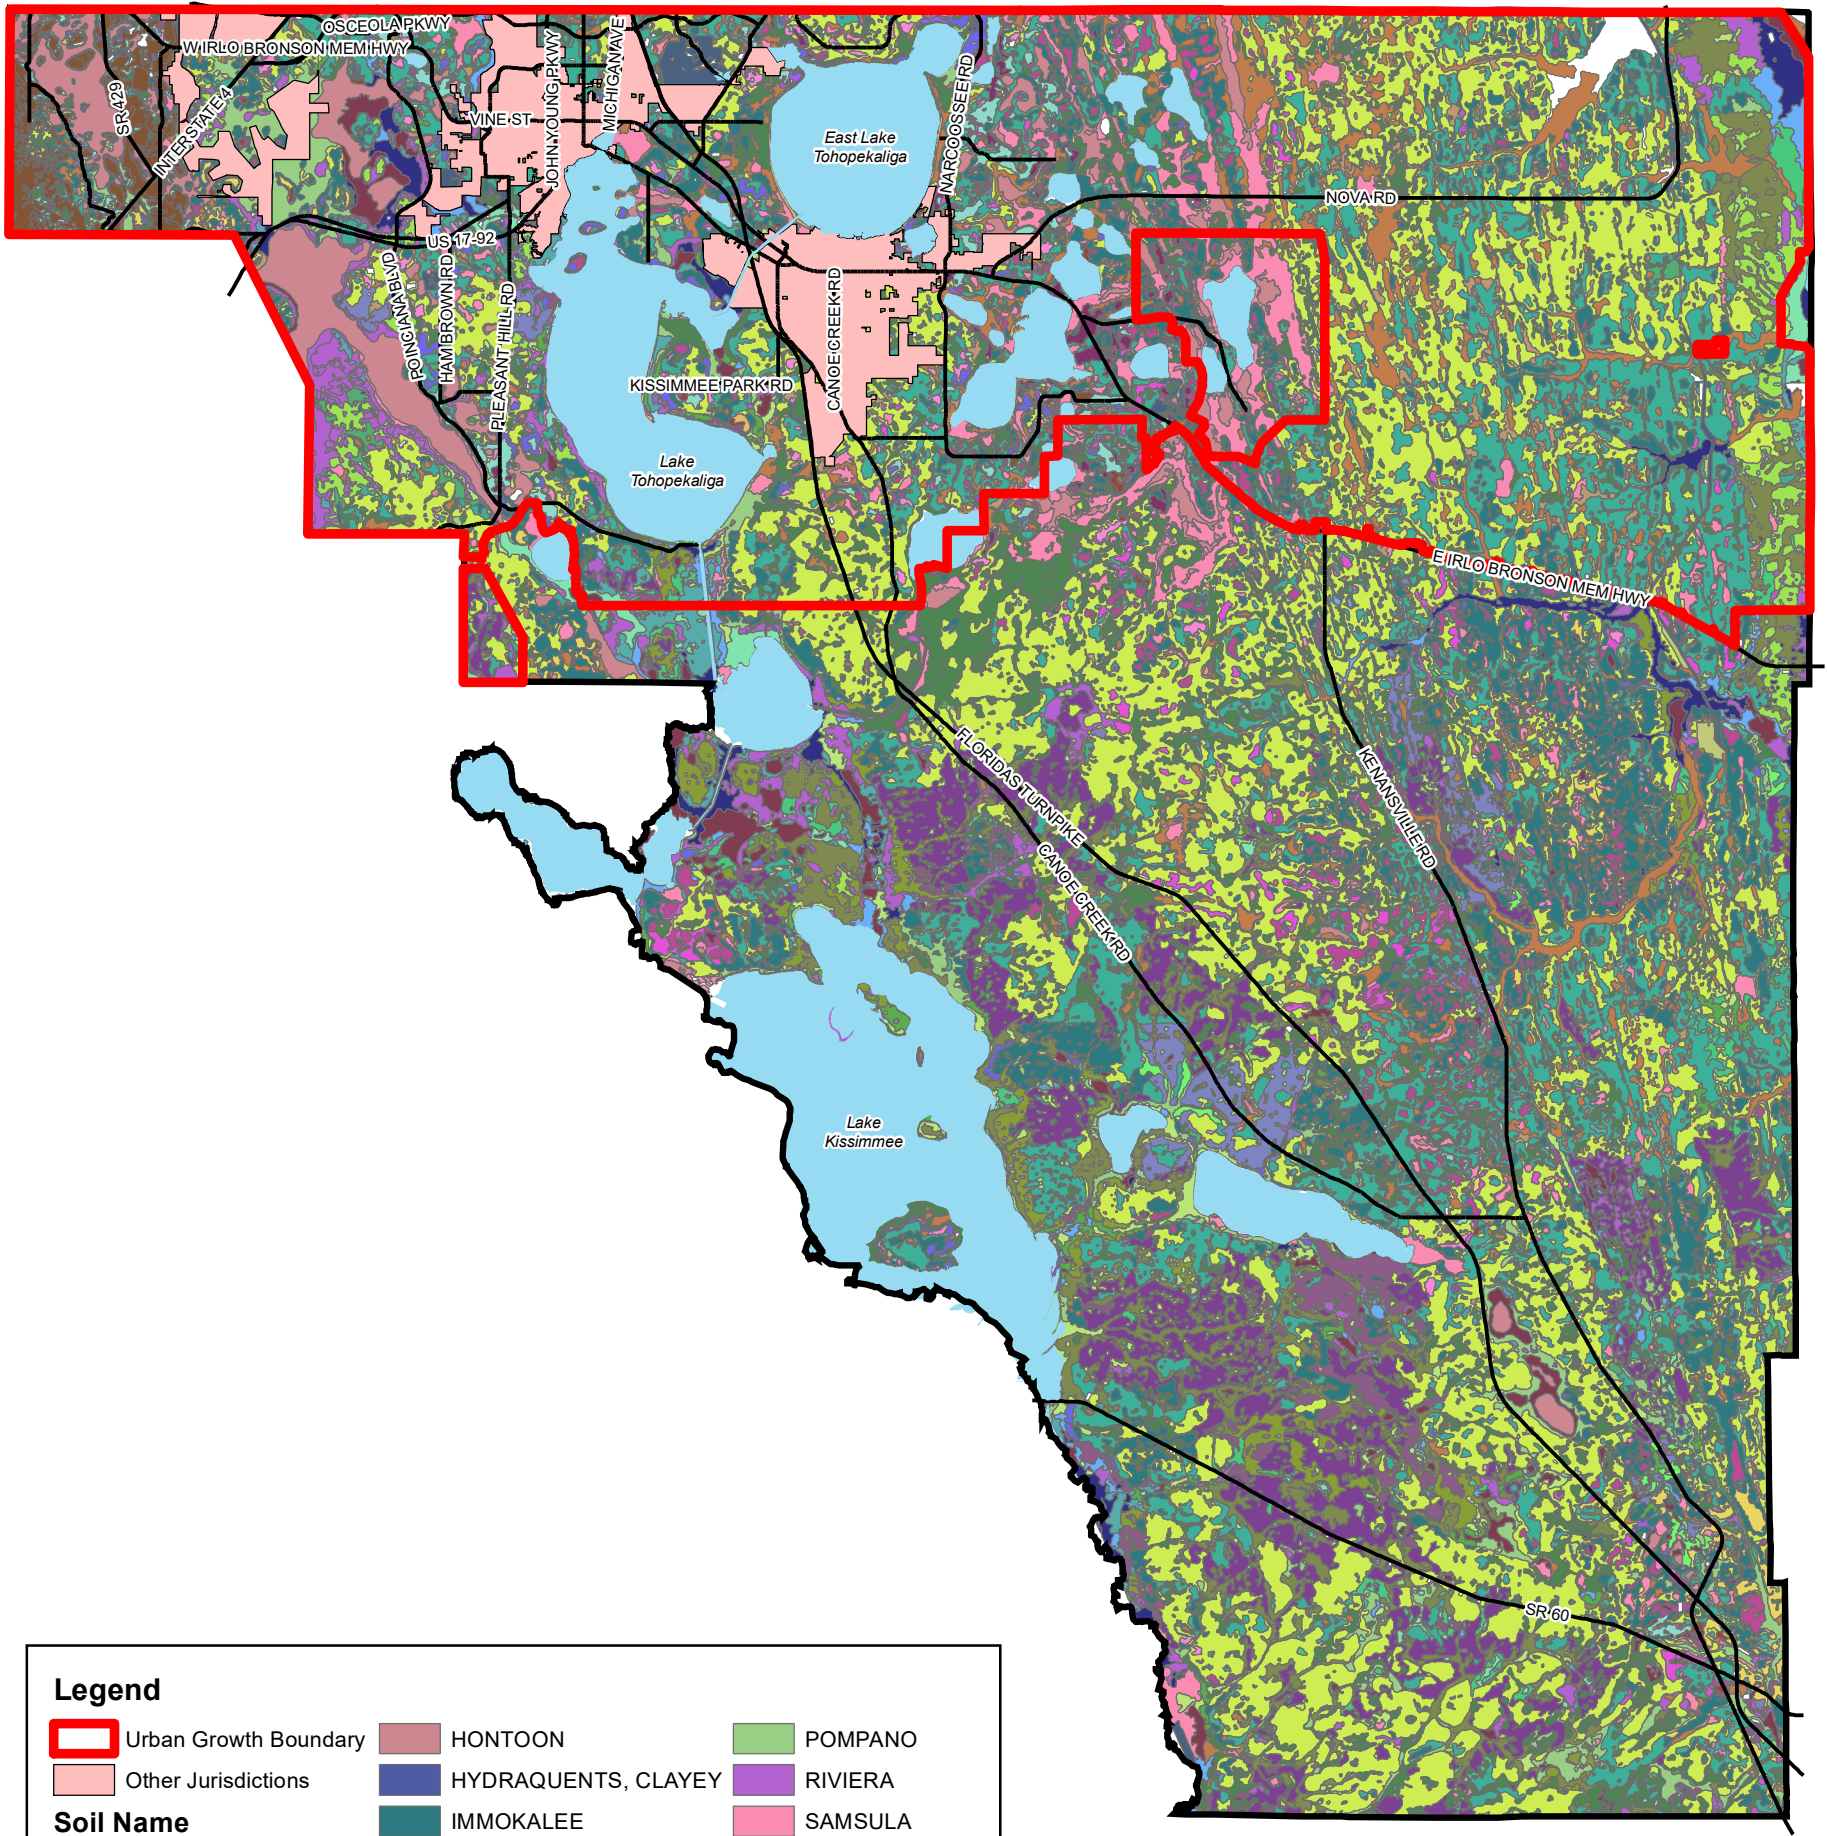 OSCEOLA PKWY
W IRLO BRONSON MEM HWY
SR 429
INTERSTATE 4
VINE ST
JOHN YOUNG PKWY
MICHIGAN AVE
East Lake
Tohopekaliga
NARCOOSSEE RD
NOVA RD
US 17-92
POINCIANA BLVD
HAM BROWN RD
PLEASANT HILL RD
KISSIMMEE PARK RD
CANOE CREEK RD
Lake
Tohopekaliga
E IRLO BRONSON MEM HWY
FLORIDAS TURNPIKE
CANOE CREEK RD
KENANSVILLE RD
Lake
Kissimmee
SR 60
Legend
Urban Growth Boundary
Other Jurisdictions
Soil Name
HONTOON
HYDRAQUENTS, CLAYEY
IMMOKALEE
POMPANO
RIVIERA
SAMSULA